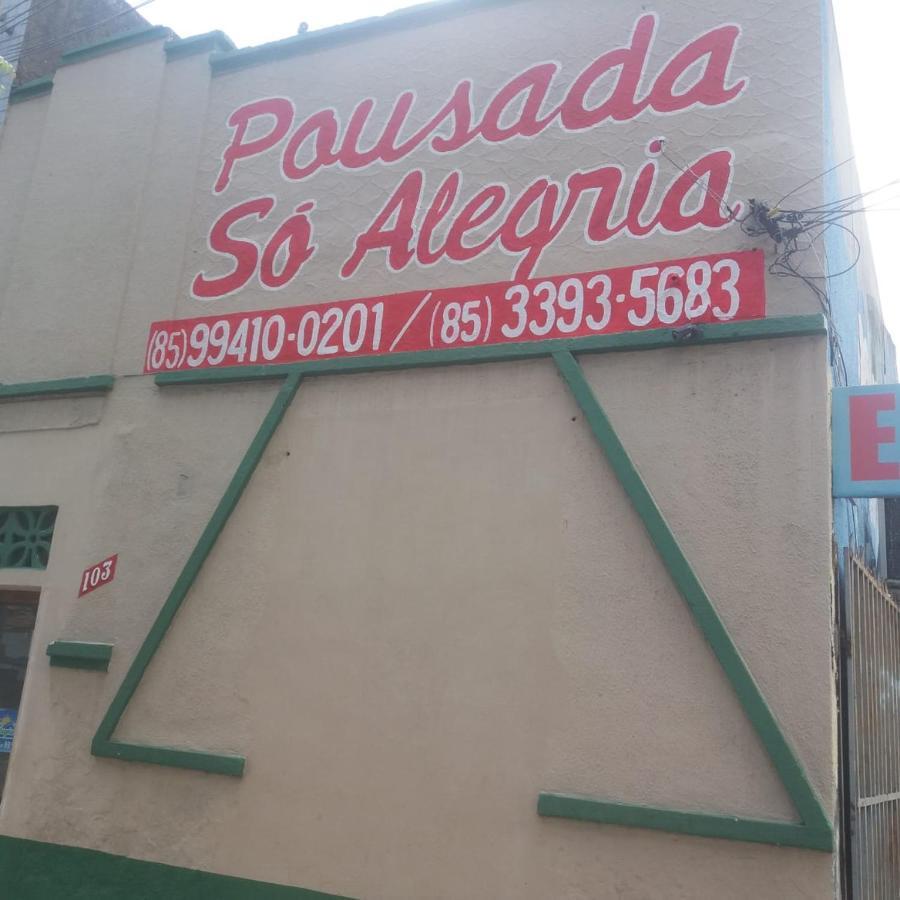 Pousada
Só Alegria
(85)99410-0201/(85)3393-5683
E
103